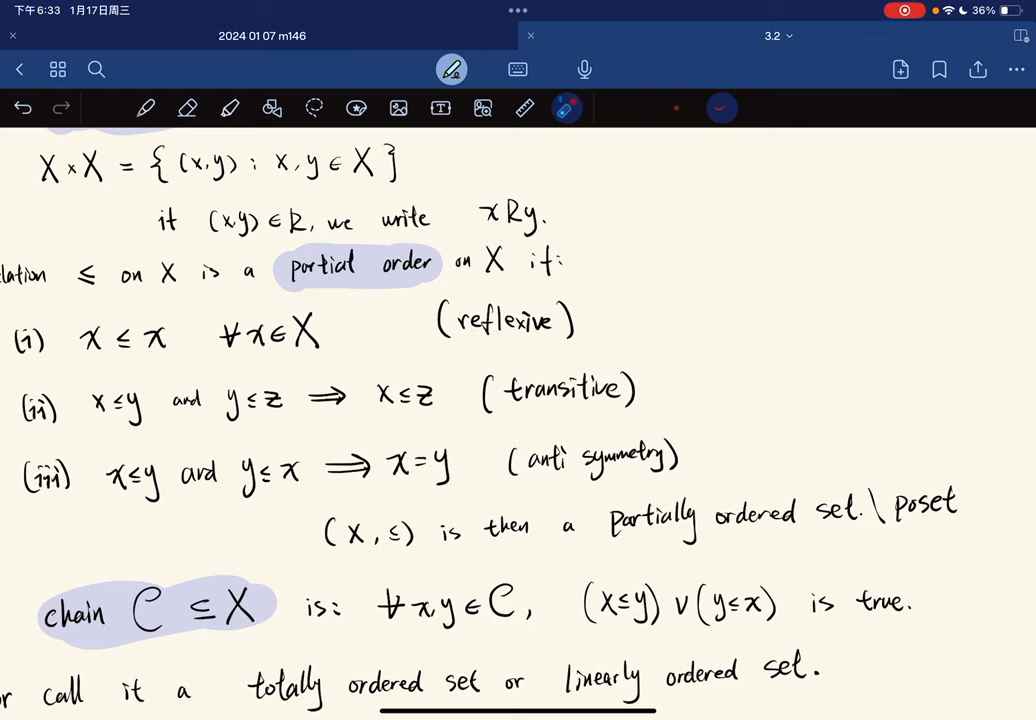 下午6:33 1月17日周三
36%
2024 01 07 m146
3.2
X × X = { (x,y) : x, y ∈ X }
if (x,y) ∈ R, we write xRy.
lation ≤ on X is a partial order on X if:
(i) x ≤ x ∀x ∈ X (reflexive)
(ii) x ≤ y and y ≤ z ⟹ x ≤ z (transitive)
(iii) x ≤ y and y ≤ x ⟹ x = y (anti symmetry)
(X, ≤) is then a partially ordered set. \ poset
chain C ⊆ X is: ∀x,y ∈ C, (x ≤ y) ∨ (y ≤ x) is true.
or call it a totally ordered set or linearly ordered set.